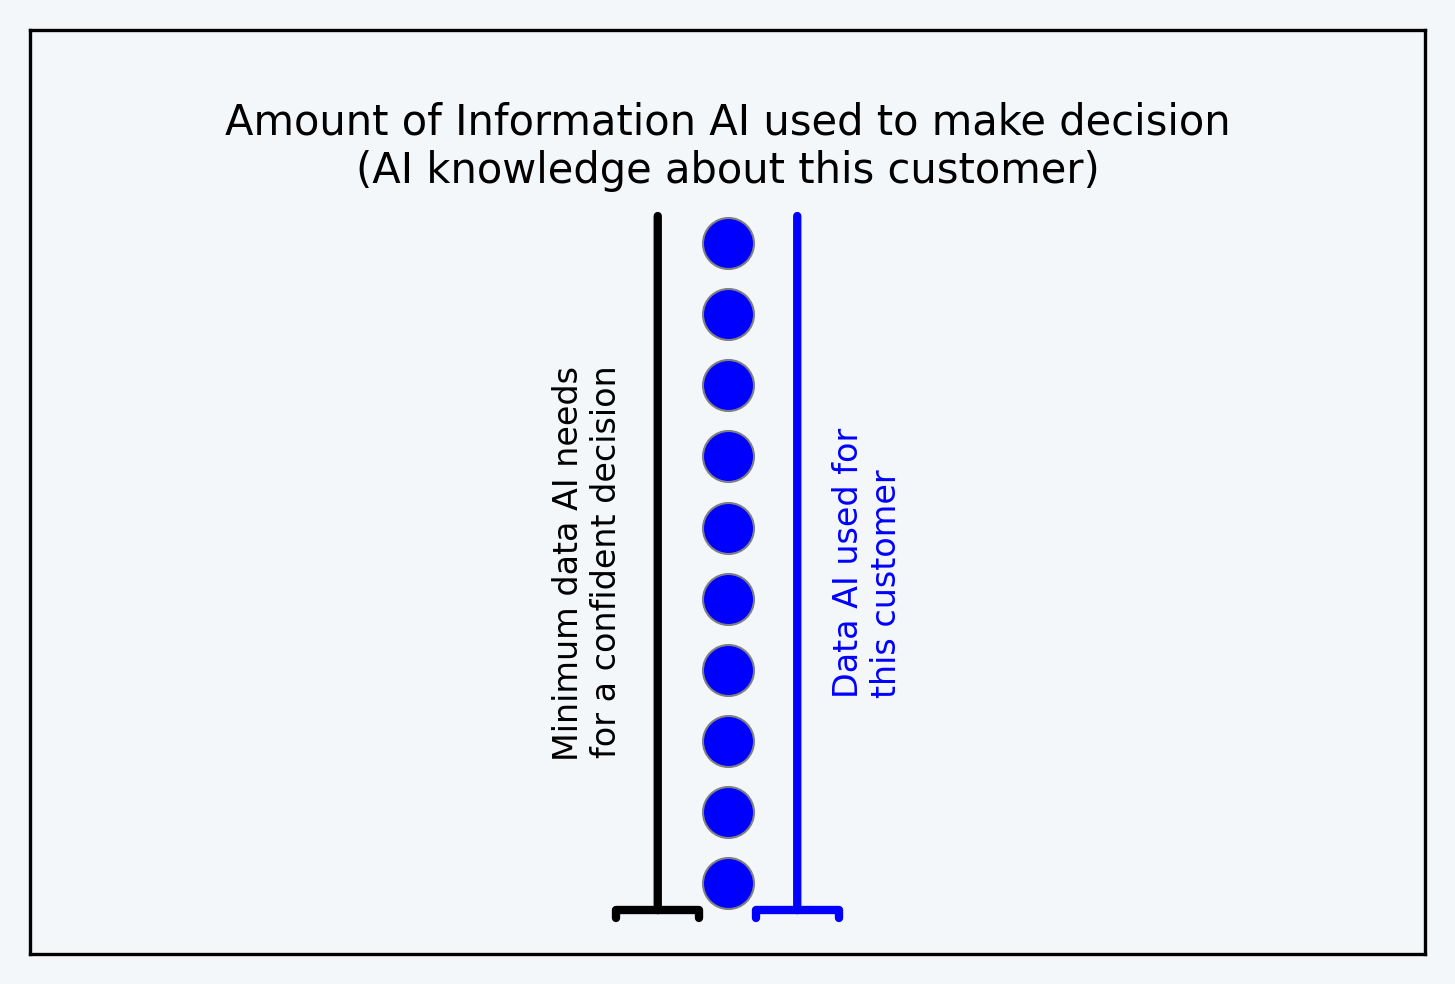 Amount of Information AI used to make decision
(AI knowledge about this customer)
Minimum data AI needs
for a confident decision
Data AI used for
this customer